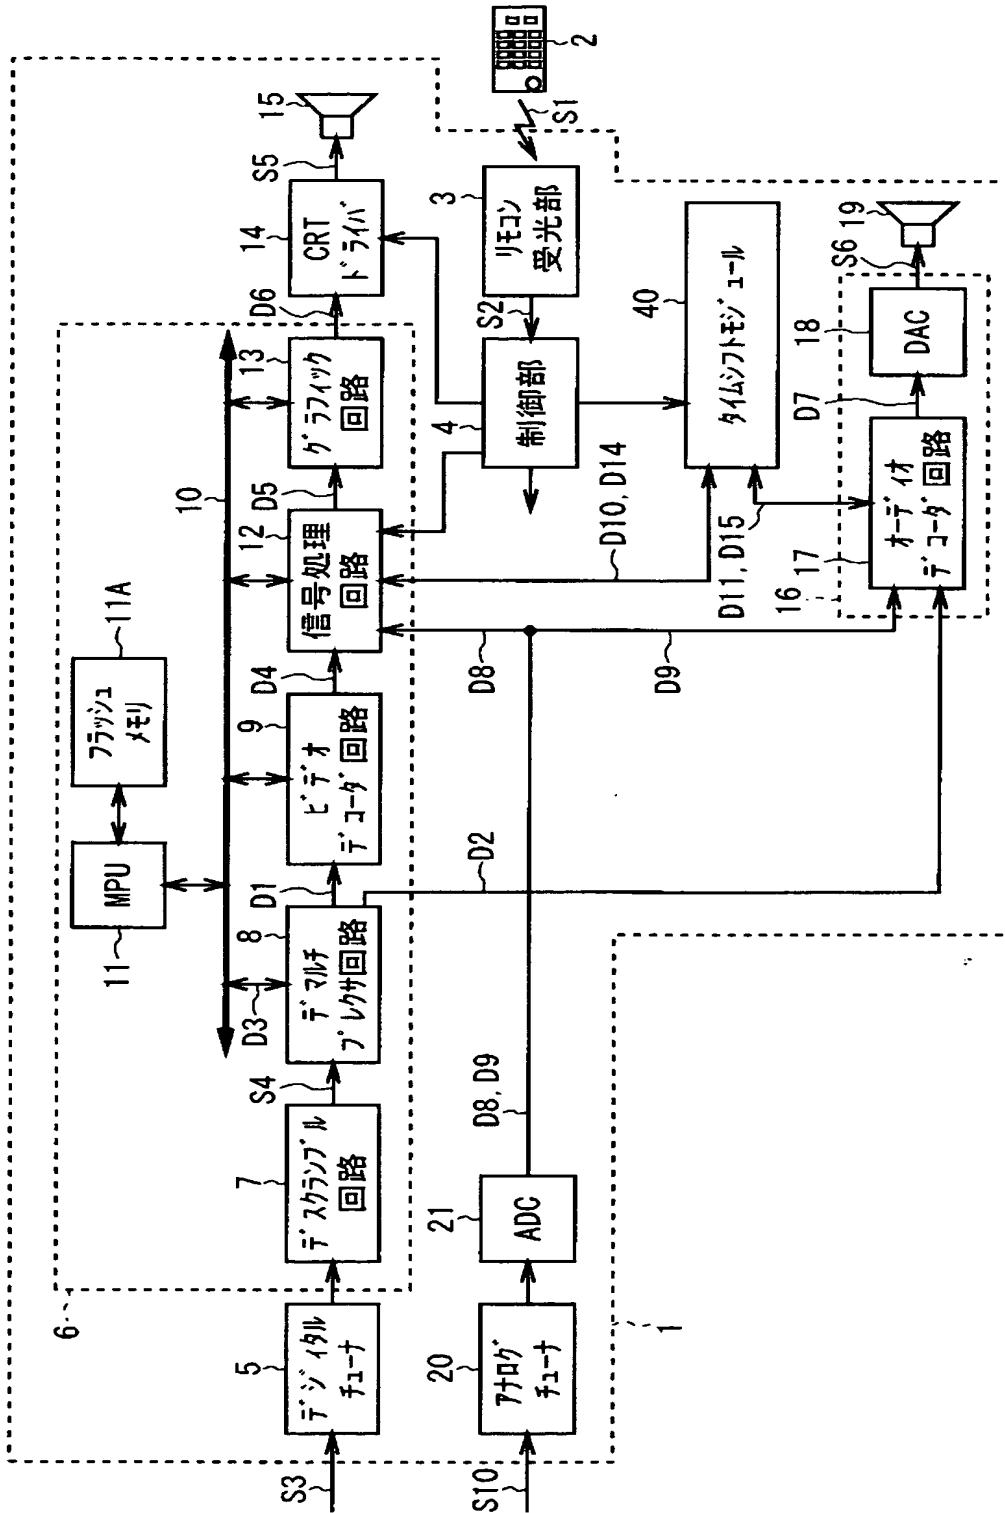 6
11
MPU
11A
フラッシュ
メモリ
10
S3
5
デジイタル
チューナ
7
デスクランブル
回路
S4
D3
8
デマルチ
プレクサ回路
D1
9
ビデオ
デコーダ回路
D4
12
信号処理
回路
D5
13
グラフィック
回路
D6
14
CRT
ドライバ
S5
15
S10
20
アナログ
チューナ
21
ADC
D8, D9
D2
D8
D9
D10, D14
4
制御部
S2
3
リモコン
受光部
S1
2
40
タイムシフトモジュール
D11, D15
16
17
オーディオ
デコーダ回路
D7
18
DAC
S6
19
1